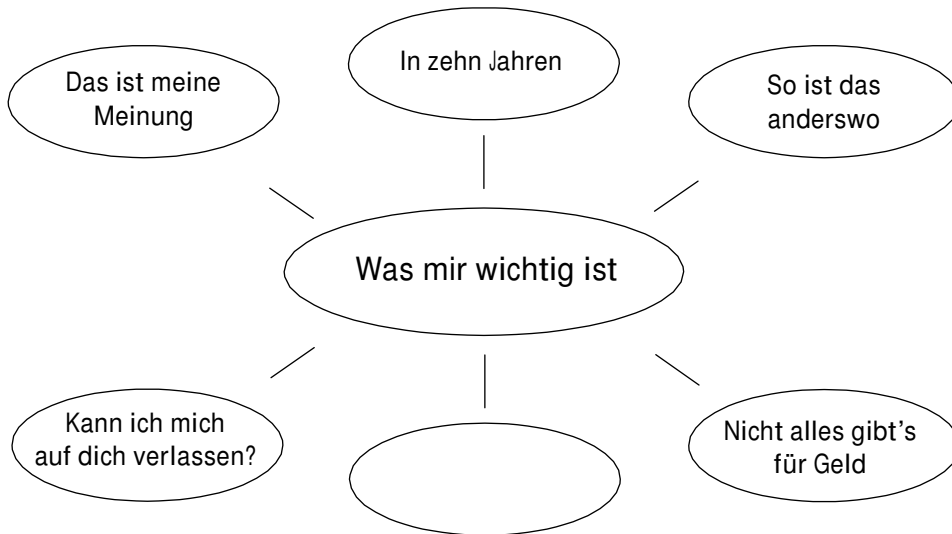 In zehn Jahren
Das ist meine
Meinung
So ist das
anderswo
Was mir wichtig ist
Kann ich mich
auf dich verlassen?
Nicht alles gibt's
für Geld